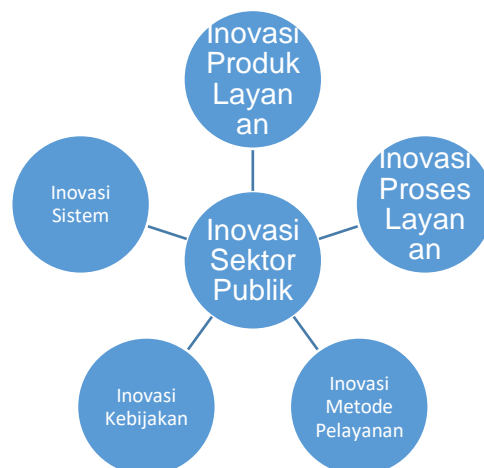 Inovasi
Produk
Layan
an
Inovasi
Proses
Layan
an
Inovasi
Sistem
Inovasi
Sektor
Publik
Inovasi
Kebijakan
Inovasi
Metode
Pelayanan